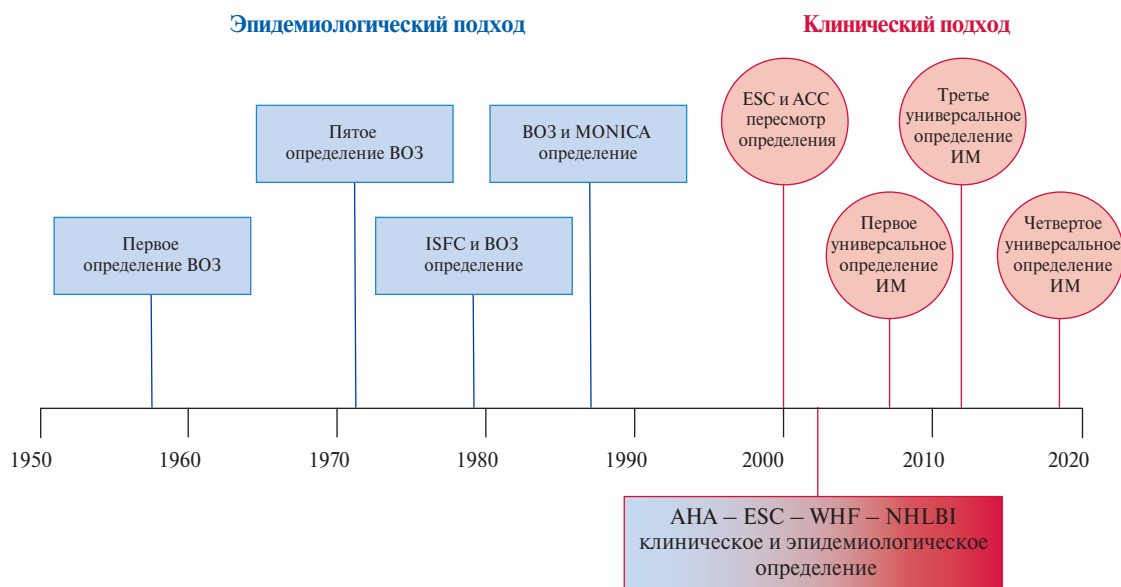 Эпидемиологический подход
Клинический подход
Пятое
определение ВОЗ
ВОЗ и MONICA
определение
ESC и ACC
пересмотр
определения
Третье
универсальное
определение
ИМ
Первое
определение ВОЗ
ISFC и ВОЗ
определение
Первое
универсальное
определение
ИМ
Четвертое
универсальное
определение
ИМ
1950
1960
1970
1980
1990
2000
2010
2020
AHA – ESC – WHF – NHLBI
клиническое и эпидемиологическое
определение